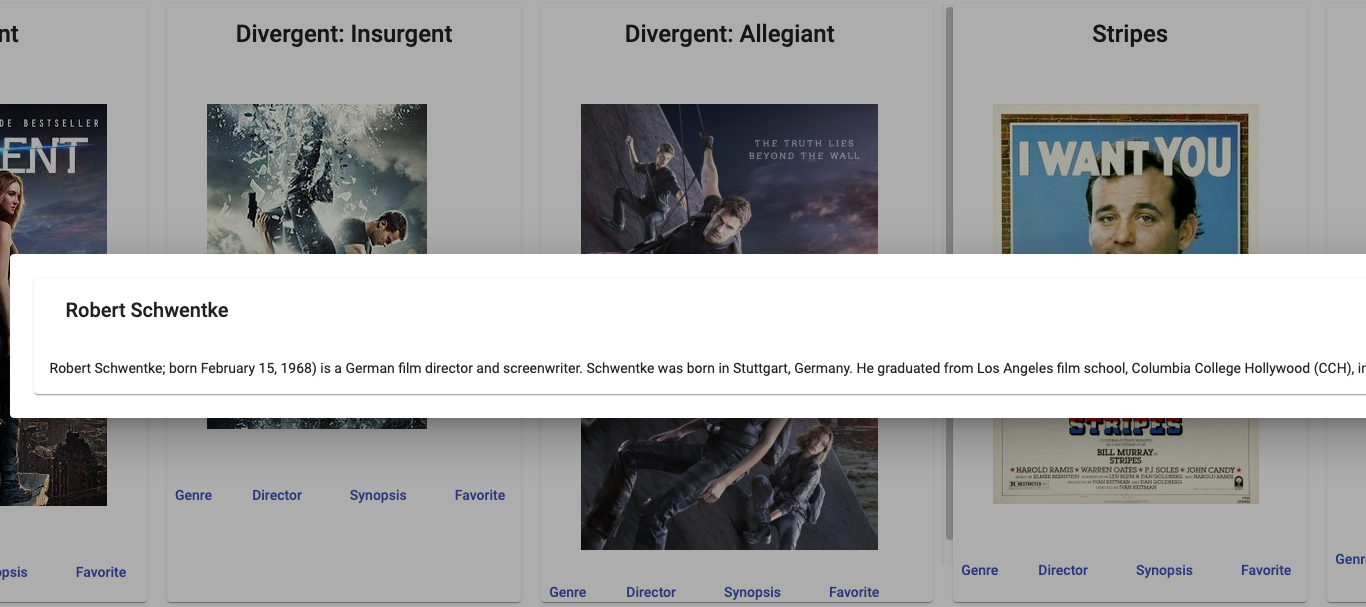 nt
Divergent: Insurgent
Divergent: Allegiant
Stripes
DE BESTSELLER
ENT
THE TRUTH LIES
BEYOND THE WALL
I WANT YOU
Robert Schwentke
Robert Schwentke; born February 15, 1968) is a German film director and screenwriter. Schwentke was born in Stuttgart, Germany. He graduated from Los Angeles film school, Columbia College Hollywood (CCH), in
STRIPES
BILL MURAY
STRIPES
HAROLD RAMIS ★ WARREN OATES ★ P.J. SOLES ★ JOHN CANDY
Genre Director Synopsis Favorite
opsis Favorite
Genre Director Synopsis Favorite
Genre Director Synopsis Favorite
Genr